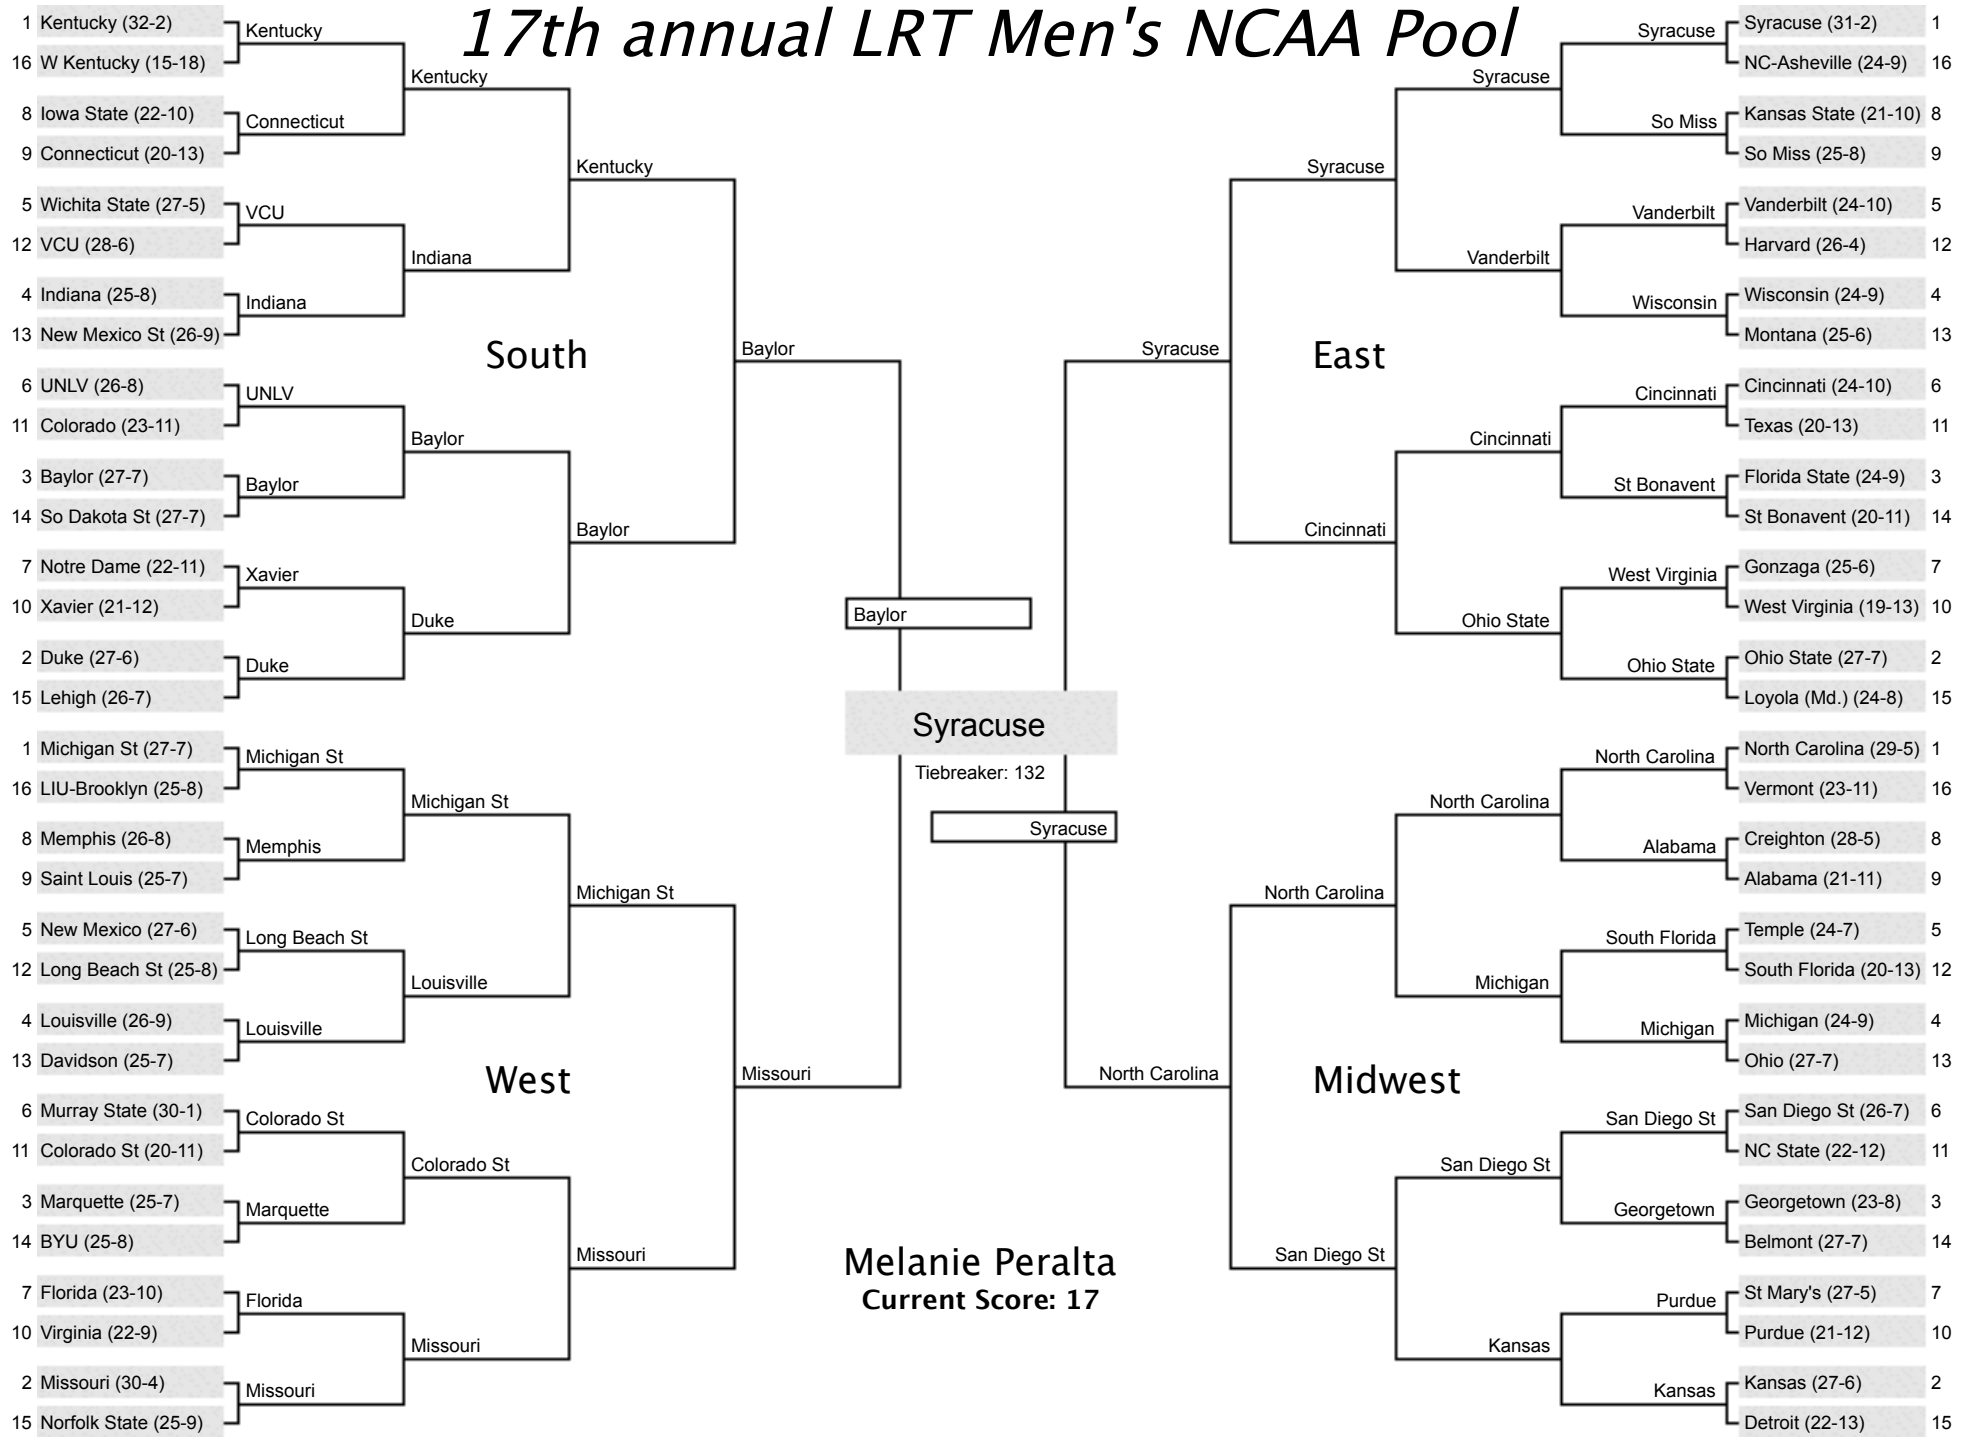 17th annual LRT Men's NCAA Pool
1 Kentucky (32-2)
16 W Kentucky (15-18)
8 Iowa State (22-10)
9 Connecticut (20-13)
5 Wichita State (27-5)
12 VCU (28-6)
4 Indiana (25-8)
13 New Mexico St (26-9)
6 UNLV (26-8)
11 Colorado (23-11)
3 Baylor (27-7)
14 So Dakota St (27-7)
7 Notre Dame (22-11)
10 Xavier (21-12)
2 Duke (27-6)
15 Lehigh (26-7)
Kentucky
Connecticut
VCU
Indiana
UNLV
Baylor
Xavier
Duke
Kentucky
Indiana
Baylor
Duke
Kentucky
Baylor
Baylor
South
1 Michigan St (27-7)
16 LIU-Brooklyn (25-8)
8 Memphis (26-8)
9 Saint Louis (25-7)
5 New Mexico (27-6)
12 Long Beach St (25-8)
4 Louisville (26-9)
13 Davidson (25-7)
6 Murray State (30-1)
11 Colorado St (20-11)
3 Marquette (25-7)
14 BYU (25-8)
7 Florida (23-10)
10 Virginia (22-9)
2 Missouri (30-4)
15 Norfolk State (25-9)
Michigan St
Memphis
Long Beach St
Louisville
Colorado St
Marquette
Florida
Missouri
Michigan St
Louisville
Colorado St
Missouri
Michigan St
Missouri
Missouri
West
Baylor
Syracuse
Tiebreaker: 132
Syracuse
Syracuse (31-2) 1
NC-Asheville (24-9) 16
Kansas State (21-10) 8
So Miss (25-8) 9
Vanderbilt (24-10) 5
Harvard (26-4) 12
Wisconsin (24-9) 4
Montana (25-6) 13
Cincinnati (24-10) 6
Texas (20-13) 11
Florida State (24-9) 3
St Bonavent (20-11) 14
Gonzaga (25-6) 7
West Virginia (19-13) 10
Ohio State (27-7) 2
Loyola (Md.) (24-8) 15
Syracuse
So Miss
Vanderbilt
Wisconsin
Cincinnati
St Bonavent
West Virginia
Ohio State
Syracuse
Vanderbilt
Cincinnati
Ohio State
Syracuse
Cincinnati
Syracuse
East
North Carolina (29-5) 1
Vermont (23-11) 16
Creighton (28-5) 8
Alabama (21-11) 9
Temple (24-7) 5
South Florida (20-13) 12
Michigan (24-9) 4
Ohio (27-7) 13
San Diego St (26-7) 6
NC State (22-12) 11
Georgetown (23-8) 3
Belmont (27-7) 14
St Mary's (27-5) 7
Purdue (21-12) 10
Kansas (27-6) 2
Detroit (22-13) 15
North Carolina
Alabama
South Florida
Michigan
San Diego St
Georgetown
Purdue
Kansas
North Carolina
Michigan
San Diego St
Kansas
North Carolina
San Diego St
North Carolina
Midwest
Melanie Peralta
Current Score: 17